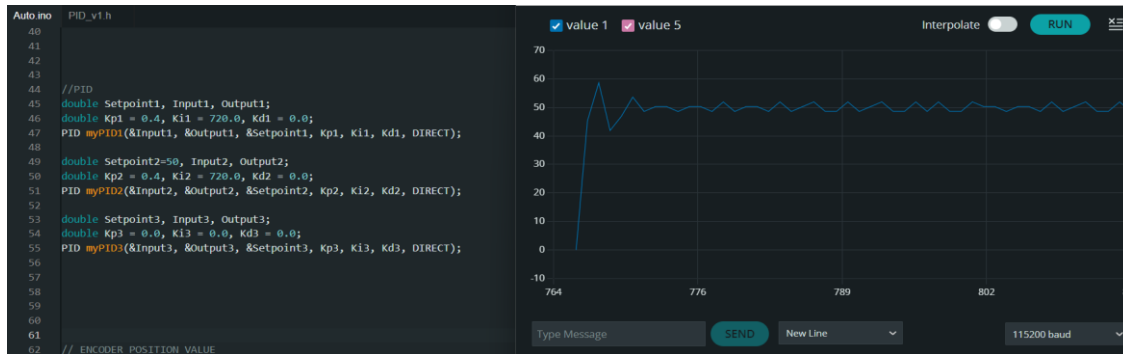 Auto.ino PID_v1.h
40
41
42
43
44 //PID
45 double Setpoint1, Input1, Output1;
46 double Kp1 = 0.4, Ki1 = 720.0, Kd1 = 0.0;
47 PID myPID1(&Input1, &Output1, &Setpoint1, Kp1, Ki1, Kd1, DIRECT);
48
49 double Setpoint2=50, Input2, Output2;
50 double Kp2 = 0.4, Ki2 = 720.0, Kd2 = 0.0;
51 PID myPID2(&Input2, &Output2, &Setpoint2, Kp2, Ki2, Kd2, DIRECT);
52
53 double Setpoint3, Input3, Output3;
54 double Kp3 = 0.0, Ki3 = 0.0, Kd3 = 0.0;
55 PID myPID3(&Input3, &Output3, &Setpoint3, Kp3, Ki3, Kd3, DIRECT);
56
57
58
59
60
61
62 // ENCODER POSITION VALUE
value 1 value 5 Interpolate RUN
70
60
50
40
30
20
10
0
-10
764 776 789 802
Type Message SEND New Line 115200 baud